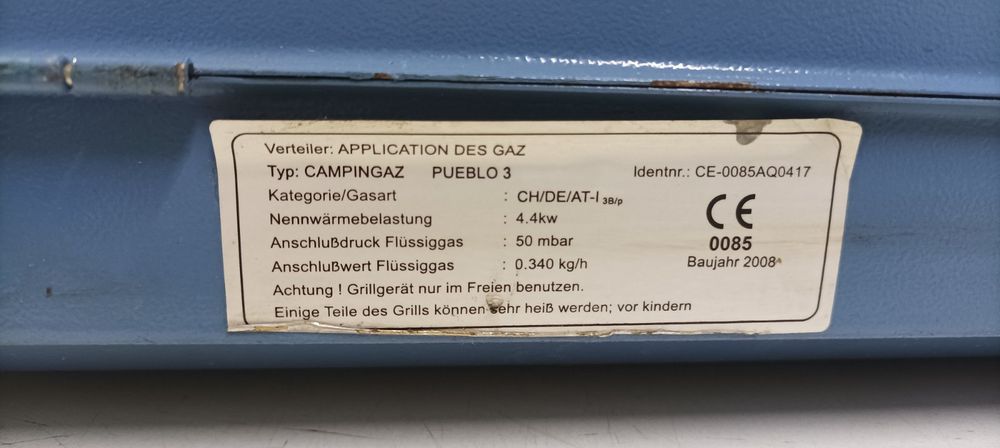 Verteiler: APPLICATION DES GAZ
Typ: CAMPINGAZ PUEBLO 3 Identnr.: CE-0085AQ0417
Kategorie/Gasart : CH/DE/AT-I 3B/p
Nennwärmebelastung : 4.4kw
Anschlußdruck Flüssiggas : 50 mbar
Anschlußwert Flüssiggas : 0.340 kg/h
CE
0085
Baujahr 2008
Achtung ! Grillgerät nur im Freien benutzen.
Einige Teile des Grills können sehr heiß werden; vor kindern